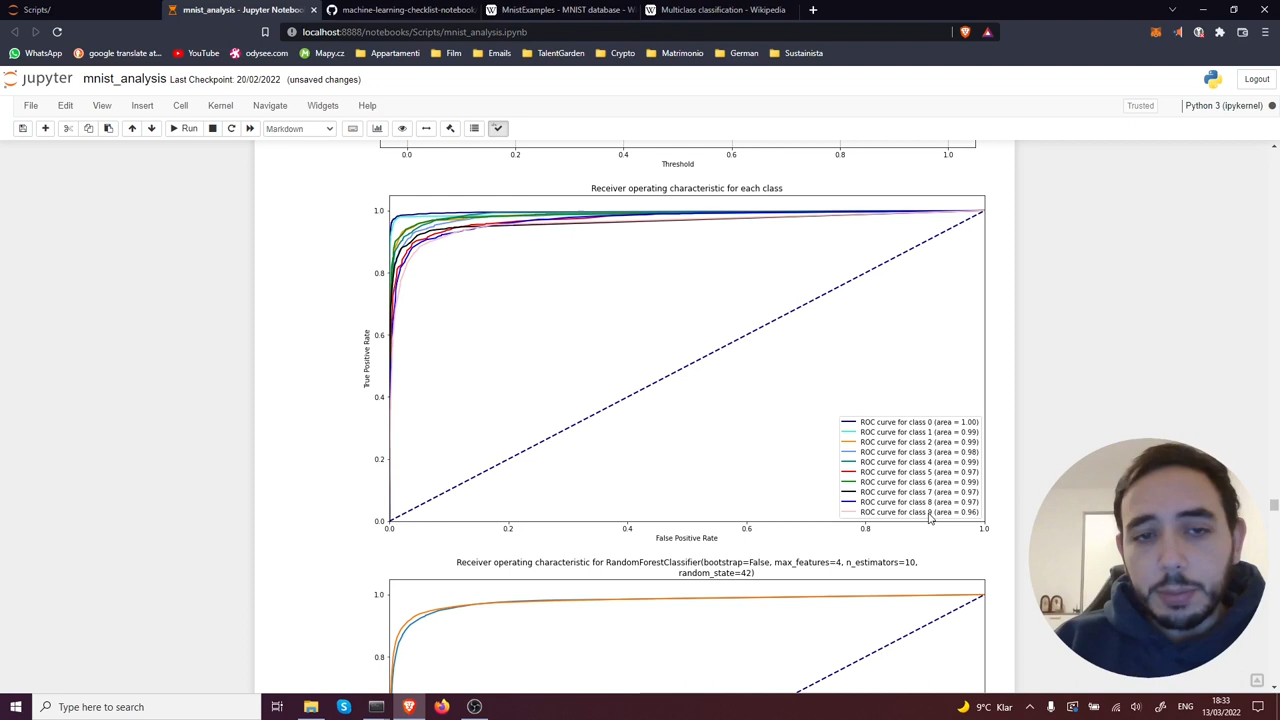 Scripts/
mnist_analysis - Jupyter Noteboo
machine-learning-checklist-notebook
MnistExamples - MNIST database - W
Multiclass classification - Wikipedia
localhost:8888/notebooks/Scripts/mnist_analysis.ipynb
WhatsApp
google translate at...
YouTube
odysee.com
Mapy.cz
Appartamenti
Film
Emails
TalentGarden
Crypto
Matrimonio
German
Sustainista
jupyter
mnist_analysis
Last Checkpoint: 20/02/2022 (unsaved changes)
Logout
File
Edit
View
Insert
Cell
Kernel
Navigate
Widgets
Help
Trusted
Python 3 (ipykernel)
Run
Markdown
0.0
0.2
0.4
0.6
0.8
1.0
Threshold
Receiver operating characteristic for each class
1.0
0.8
0.6
0.4
0.2
0.0
True Positive Rate
ROC curve for class 0 (area = 1.00)
ROC curve for class 1 (area = 0.99)
ROC curve for class 2 (area = 0.99)
ROC curve for class 3 (area = 0.98)
ROC curve for class 4 (area = 0.99)
ROC curve for class 5 (area = 0.97)
ROC curve for class 6 (area = 0.99)
ROC curve for class 7 (area = 0.97)
ROC curve for class 8 (area = 0.97)
ROC curve for class 9 (area = 0.96)
0.0
0.2
0.4
0.6
0.8
1.0
False Positive Rate
Receiver operating characteristic for RandomForestClassifier(bootstrap=False, max_features=4, n_estimators=10,
random_state=42)
1.0
0.8
Type here to search
9°C Klar
ENG
18:33
13/03/2022